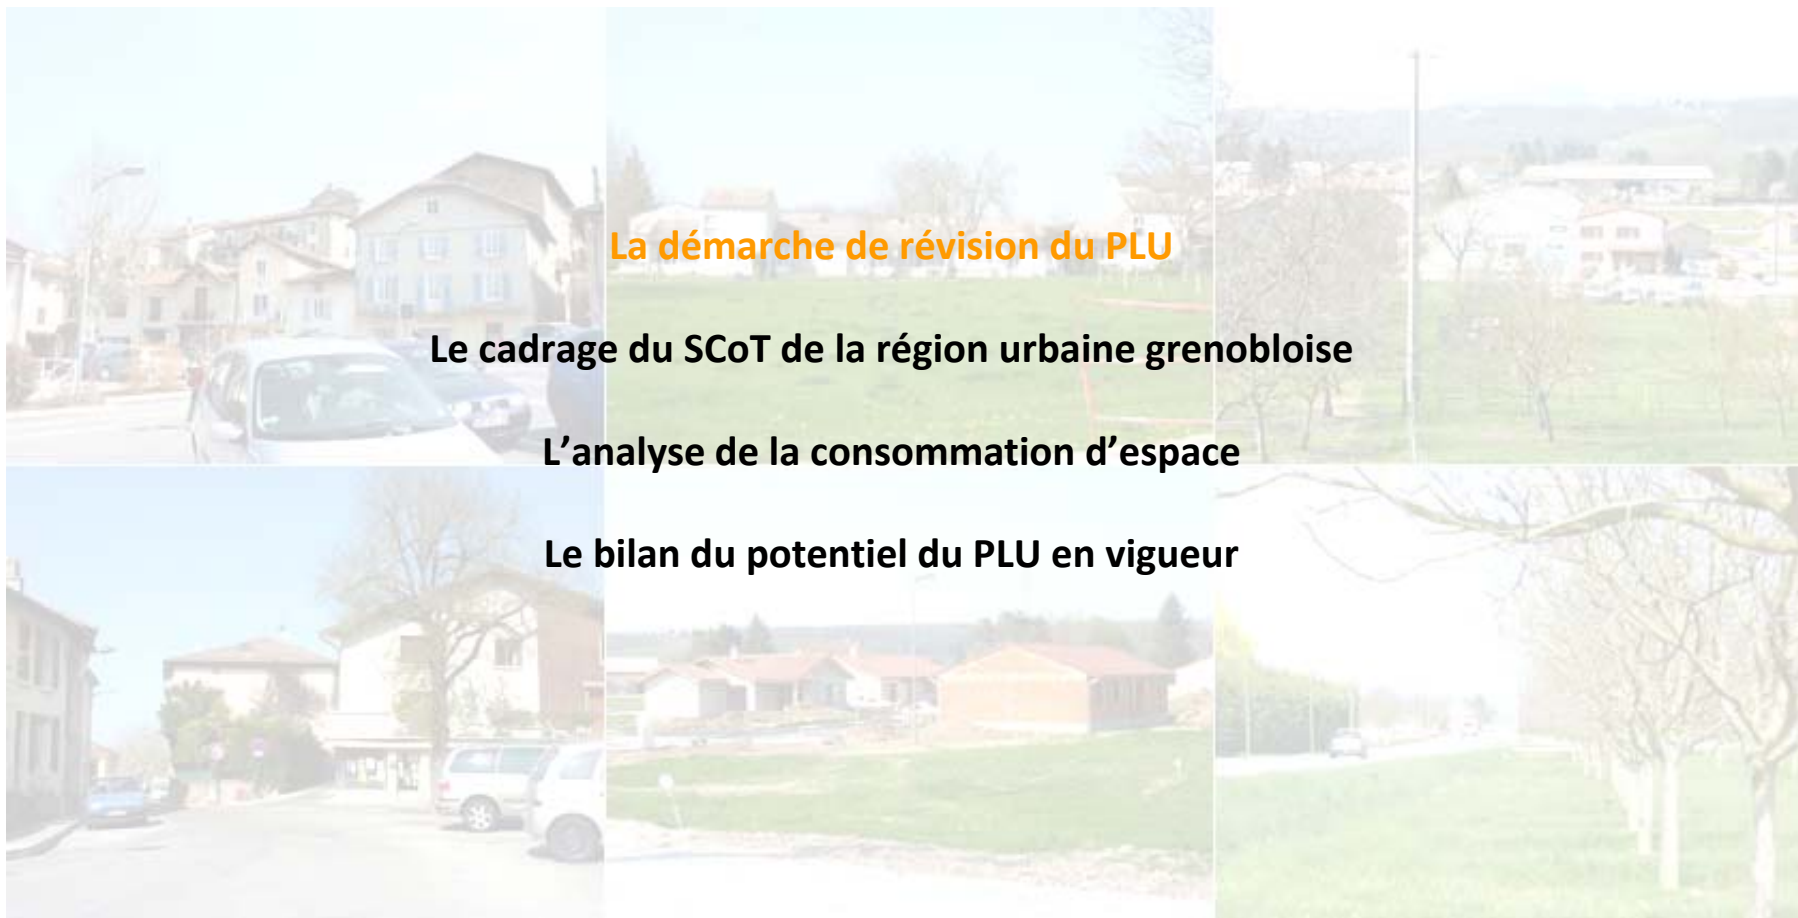 La démarche de révision du PLU
Le cadrage du SCoT de la région urbaine grenobloise
L’analyse de la consommation d’espace
Le bilan du potentiel du PLU en vigueur